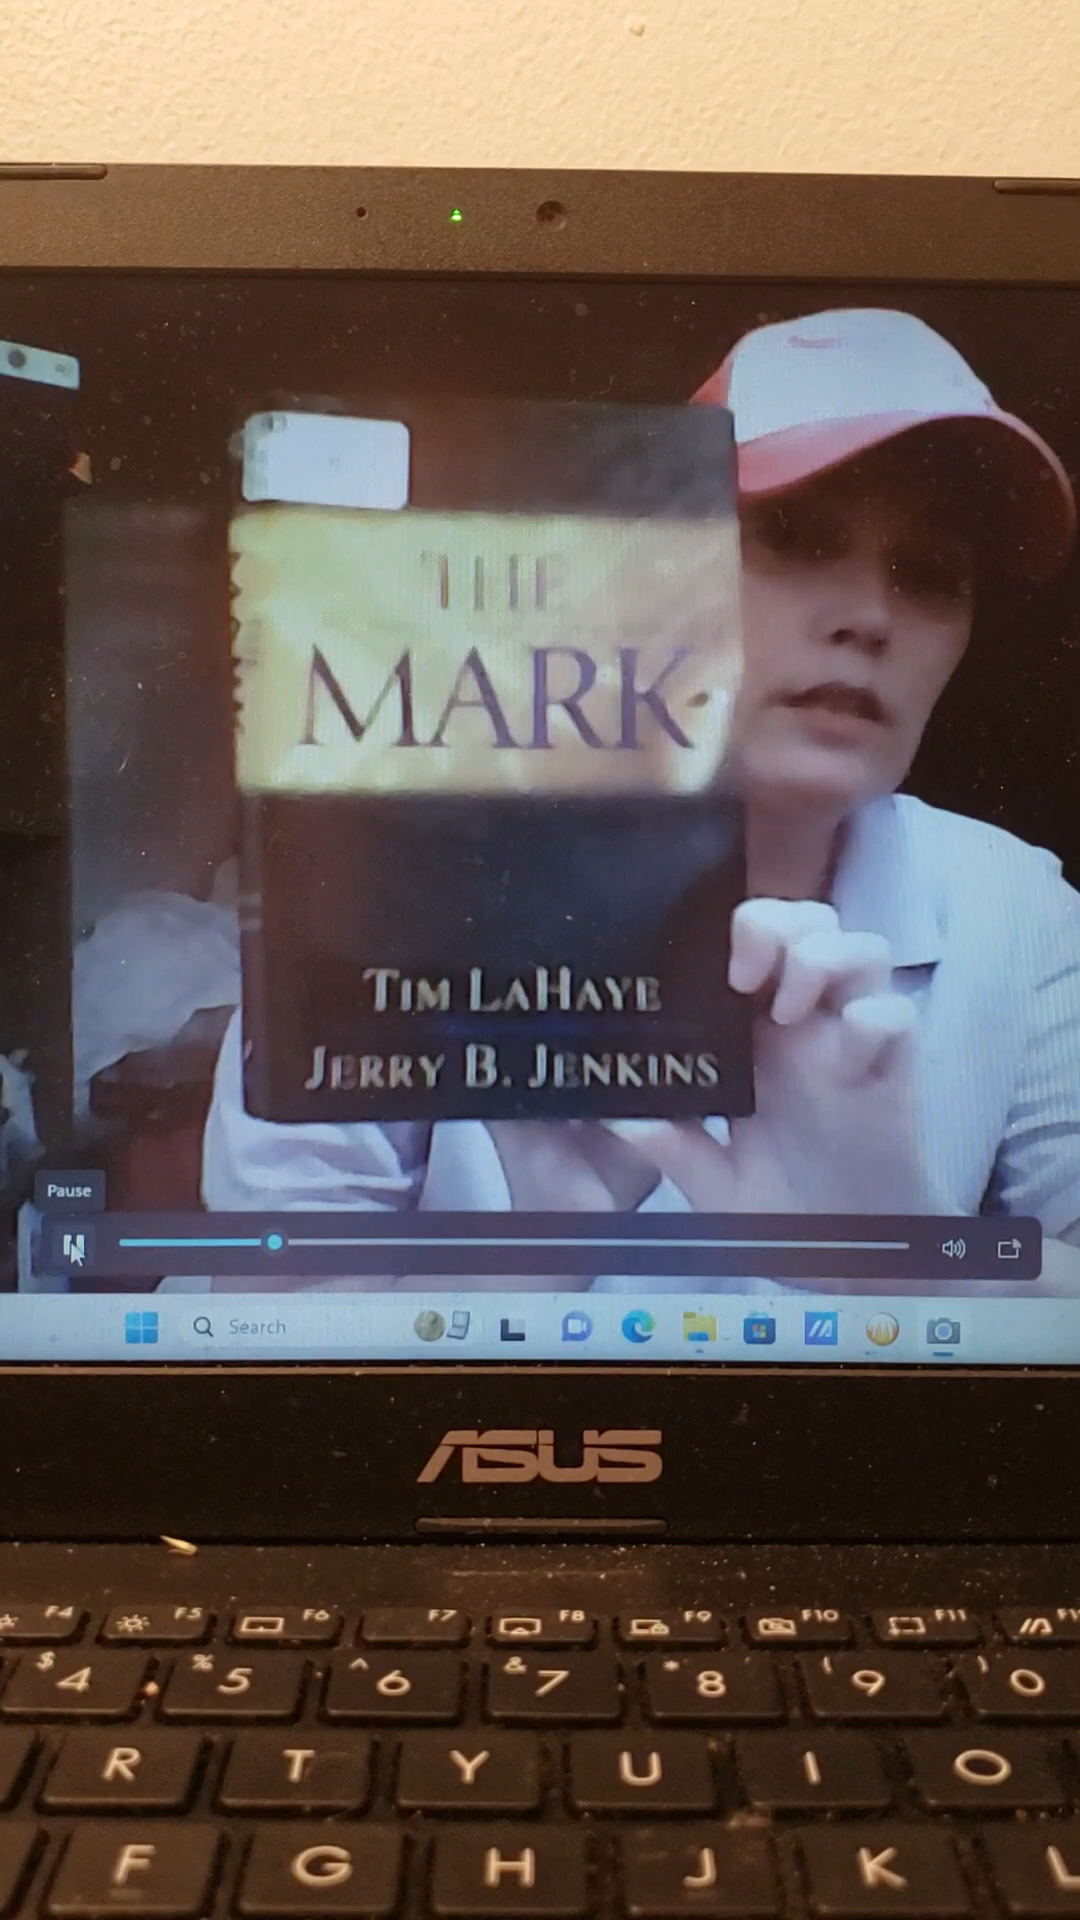 THE
MARK
TIM LAHAYE
JERRY B. JENKINS
Pause
Search
ASUS
F4 F5 F6 F7 F8 F9 F10 F11
$ 4 % 5 ^ 6 & 7 * 8 ( 9 ) 0
R T Y U I O
F G H J K L